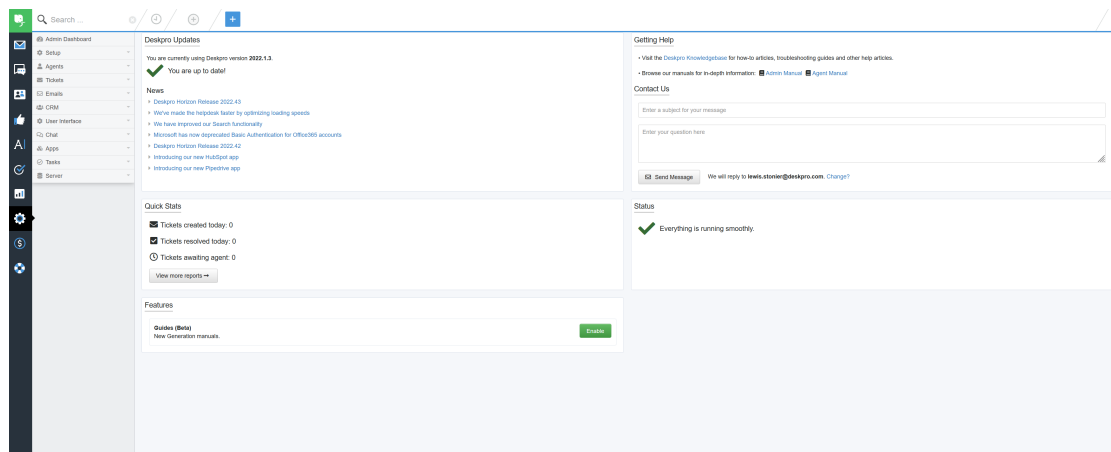 Search ...
Admin Dashboard
Setup
Agents
Tickets
Emails
CRM
User Interface
Chat
Apps
Tasks
Server
Deskpro Updates
You are currently using Deskpro version 2022.1.3.
You are up to date!
News
Deskpro Horizon Release 2022.43
We've made the helpdesk faster by optimizing loading speeds
We have improved our Search functionality
Microsoft has now deprecated Basic Authentication for Office365 accounts
Deskpro Horizon Release 2022.42
Introducing our new HubSpot app
Introducing our new Pipedrive app
Getting Help
• Visit the Deskpro Knowledgebase for how-to articles, troubleshooting guides and other help articles.
• Browse our manuals for in-depth information: Admin Manual Agent Manual
Contact Us
Enter a subject for your message
Enter your question here
Send Message We will reply to lewis.stonier@deskpro.com. Change?
Quick Stats
Tickets created today: 0
Tickets resolved today: 0
Tickets awaiting agent: 0
View more reports →
Status
Everything is running smoothly.
Features
Guides (Beta)
New Generation manuals.
Enable